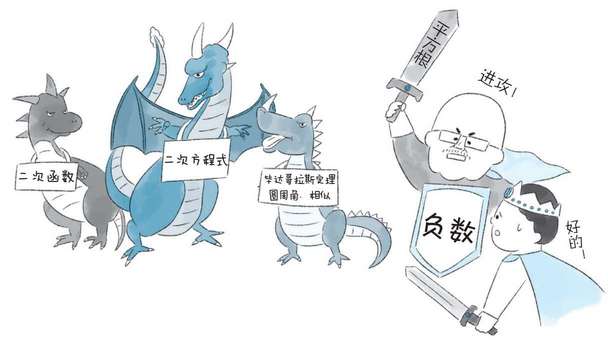 二次函数
二次方程式
毕达哥拉斯定理
圆周角.相似
平方根
进攻!
负数
好的!